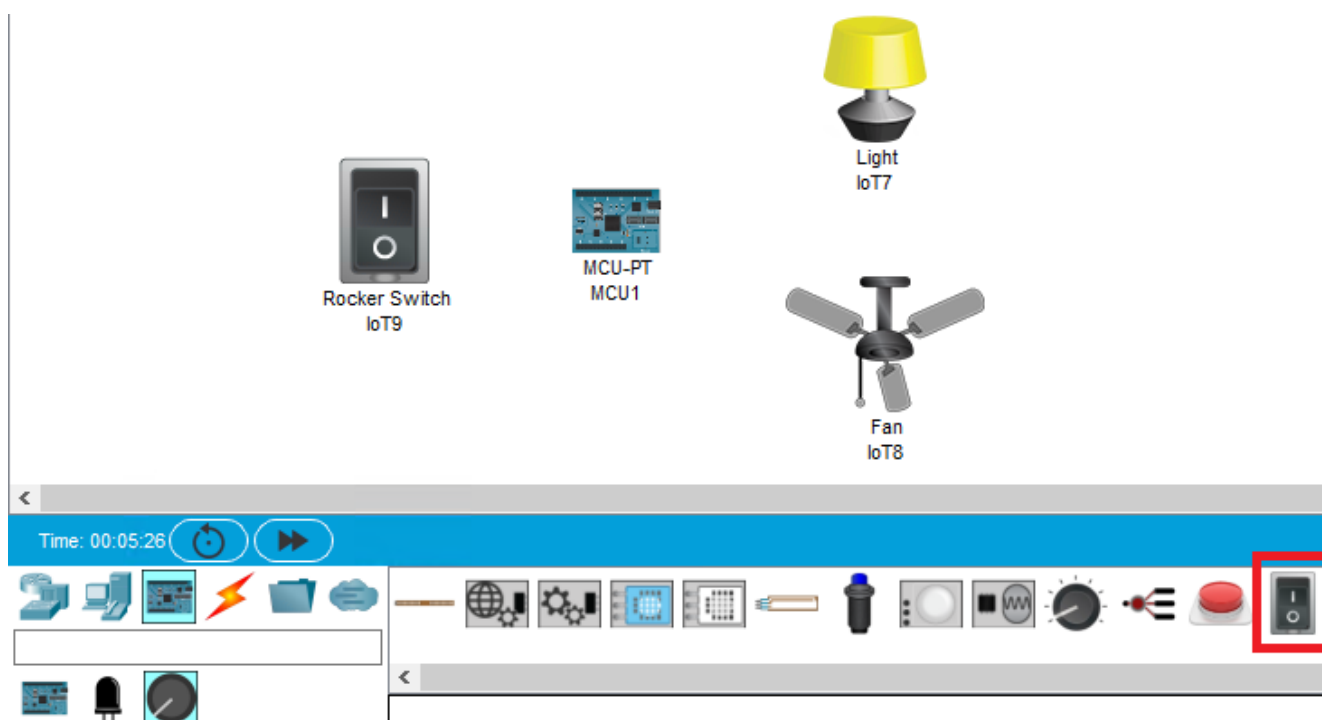 Light
IoT7
MCU-PT
MCU1
Rocker Switch
IoT9
Fan
IoT8
Time: 00:05:26